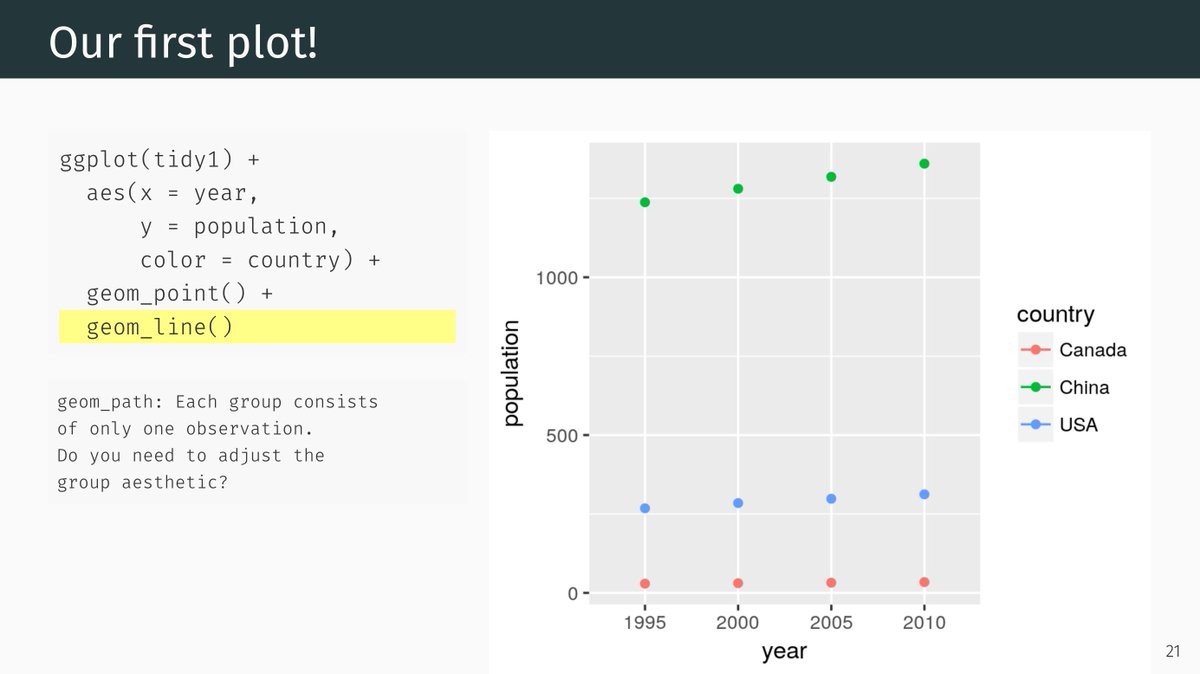 Our first plot!
ggplot(tidy1) +
aes(x = year,
y = population,
color = country) +
geom_point() +
geom_line()
geom_path: Each group consists
of only one observation.
Do you need to adjust the
group aesthetic?
1000
500
0
population
1995 2000 2005 2010
year
country
Canada
China
USA
21